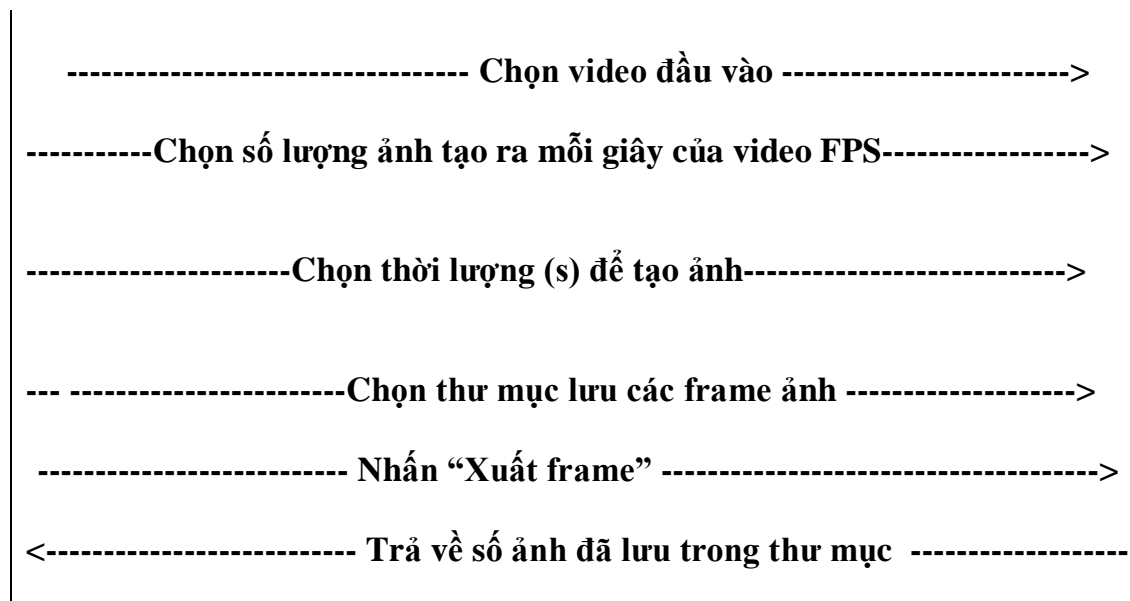 ----------------------------------- Chọn video đầu vào ------------------------->
-----------Chọn số lượng ảnh tạo ra mỗi giây của video FPS------------------>
-----------------------Chọn thời lượng (s) để tạo ảnh---------------------------->
--- ------------------------Chọn thư mục lưu các frame ảnh -------------------->
--------------------------- Nhấn “Xuất frame” -------------------------------------->
<--------------------------- Trả về số ảnh đã lưu trong thư mục -------------------